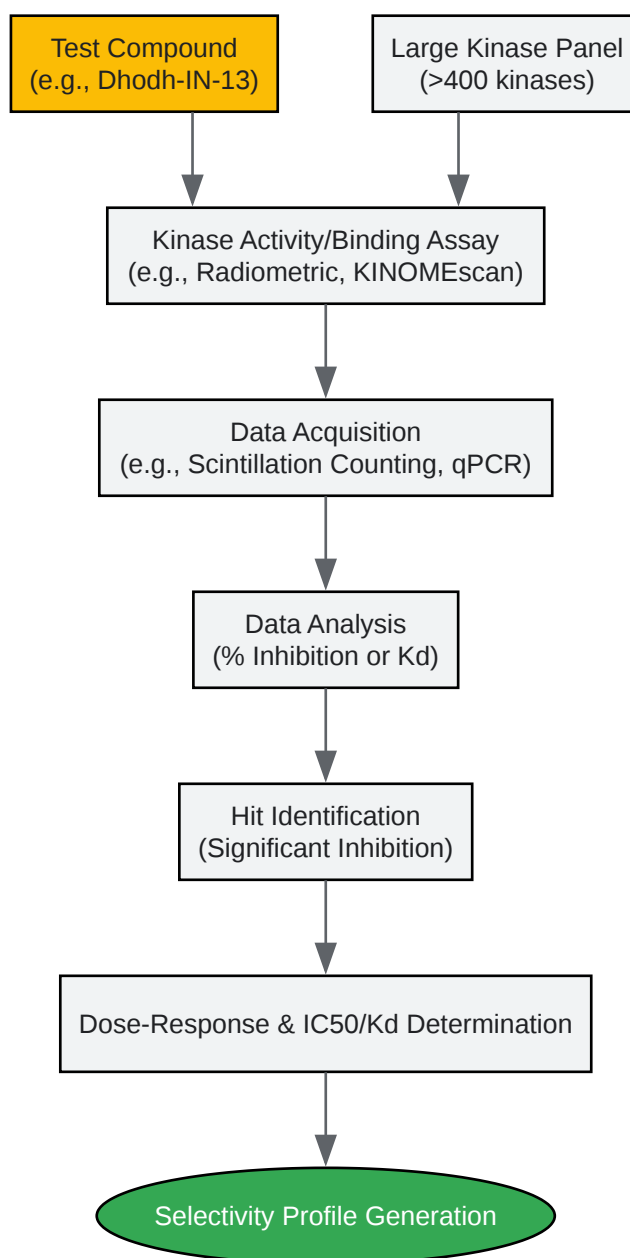 Test Compound
(e.g., Dhodh-IN-13)
Large Kinase Panel
(>400 kinases)
Kinase Activity/Binding Assay
(e.g., Radiometric, KINOMEscan)
Data Acquisition
(e.g., Scintillation Counting, qPCR)
Data Analysis
(% Inhibition or Kd)
Hit Identification
(Significant Inhibition)
Dose-Response & IC50/Kd Determination
Selectivity Profile Generation